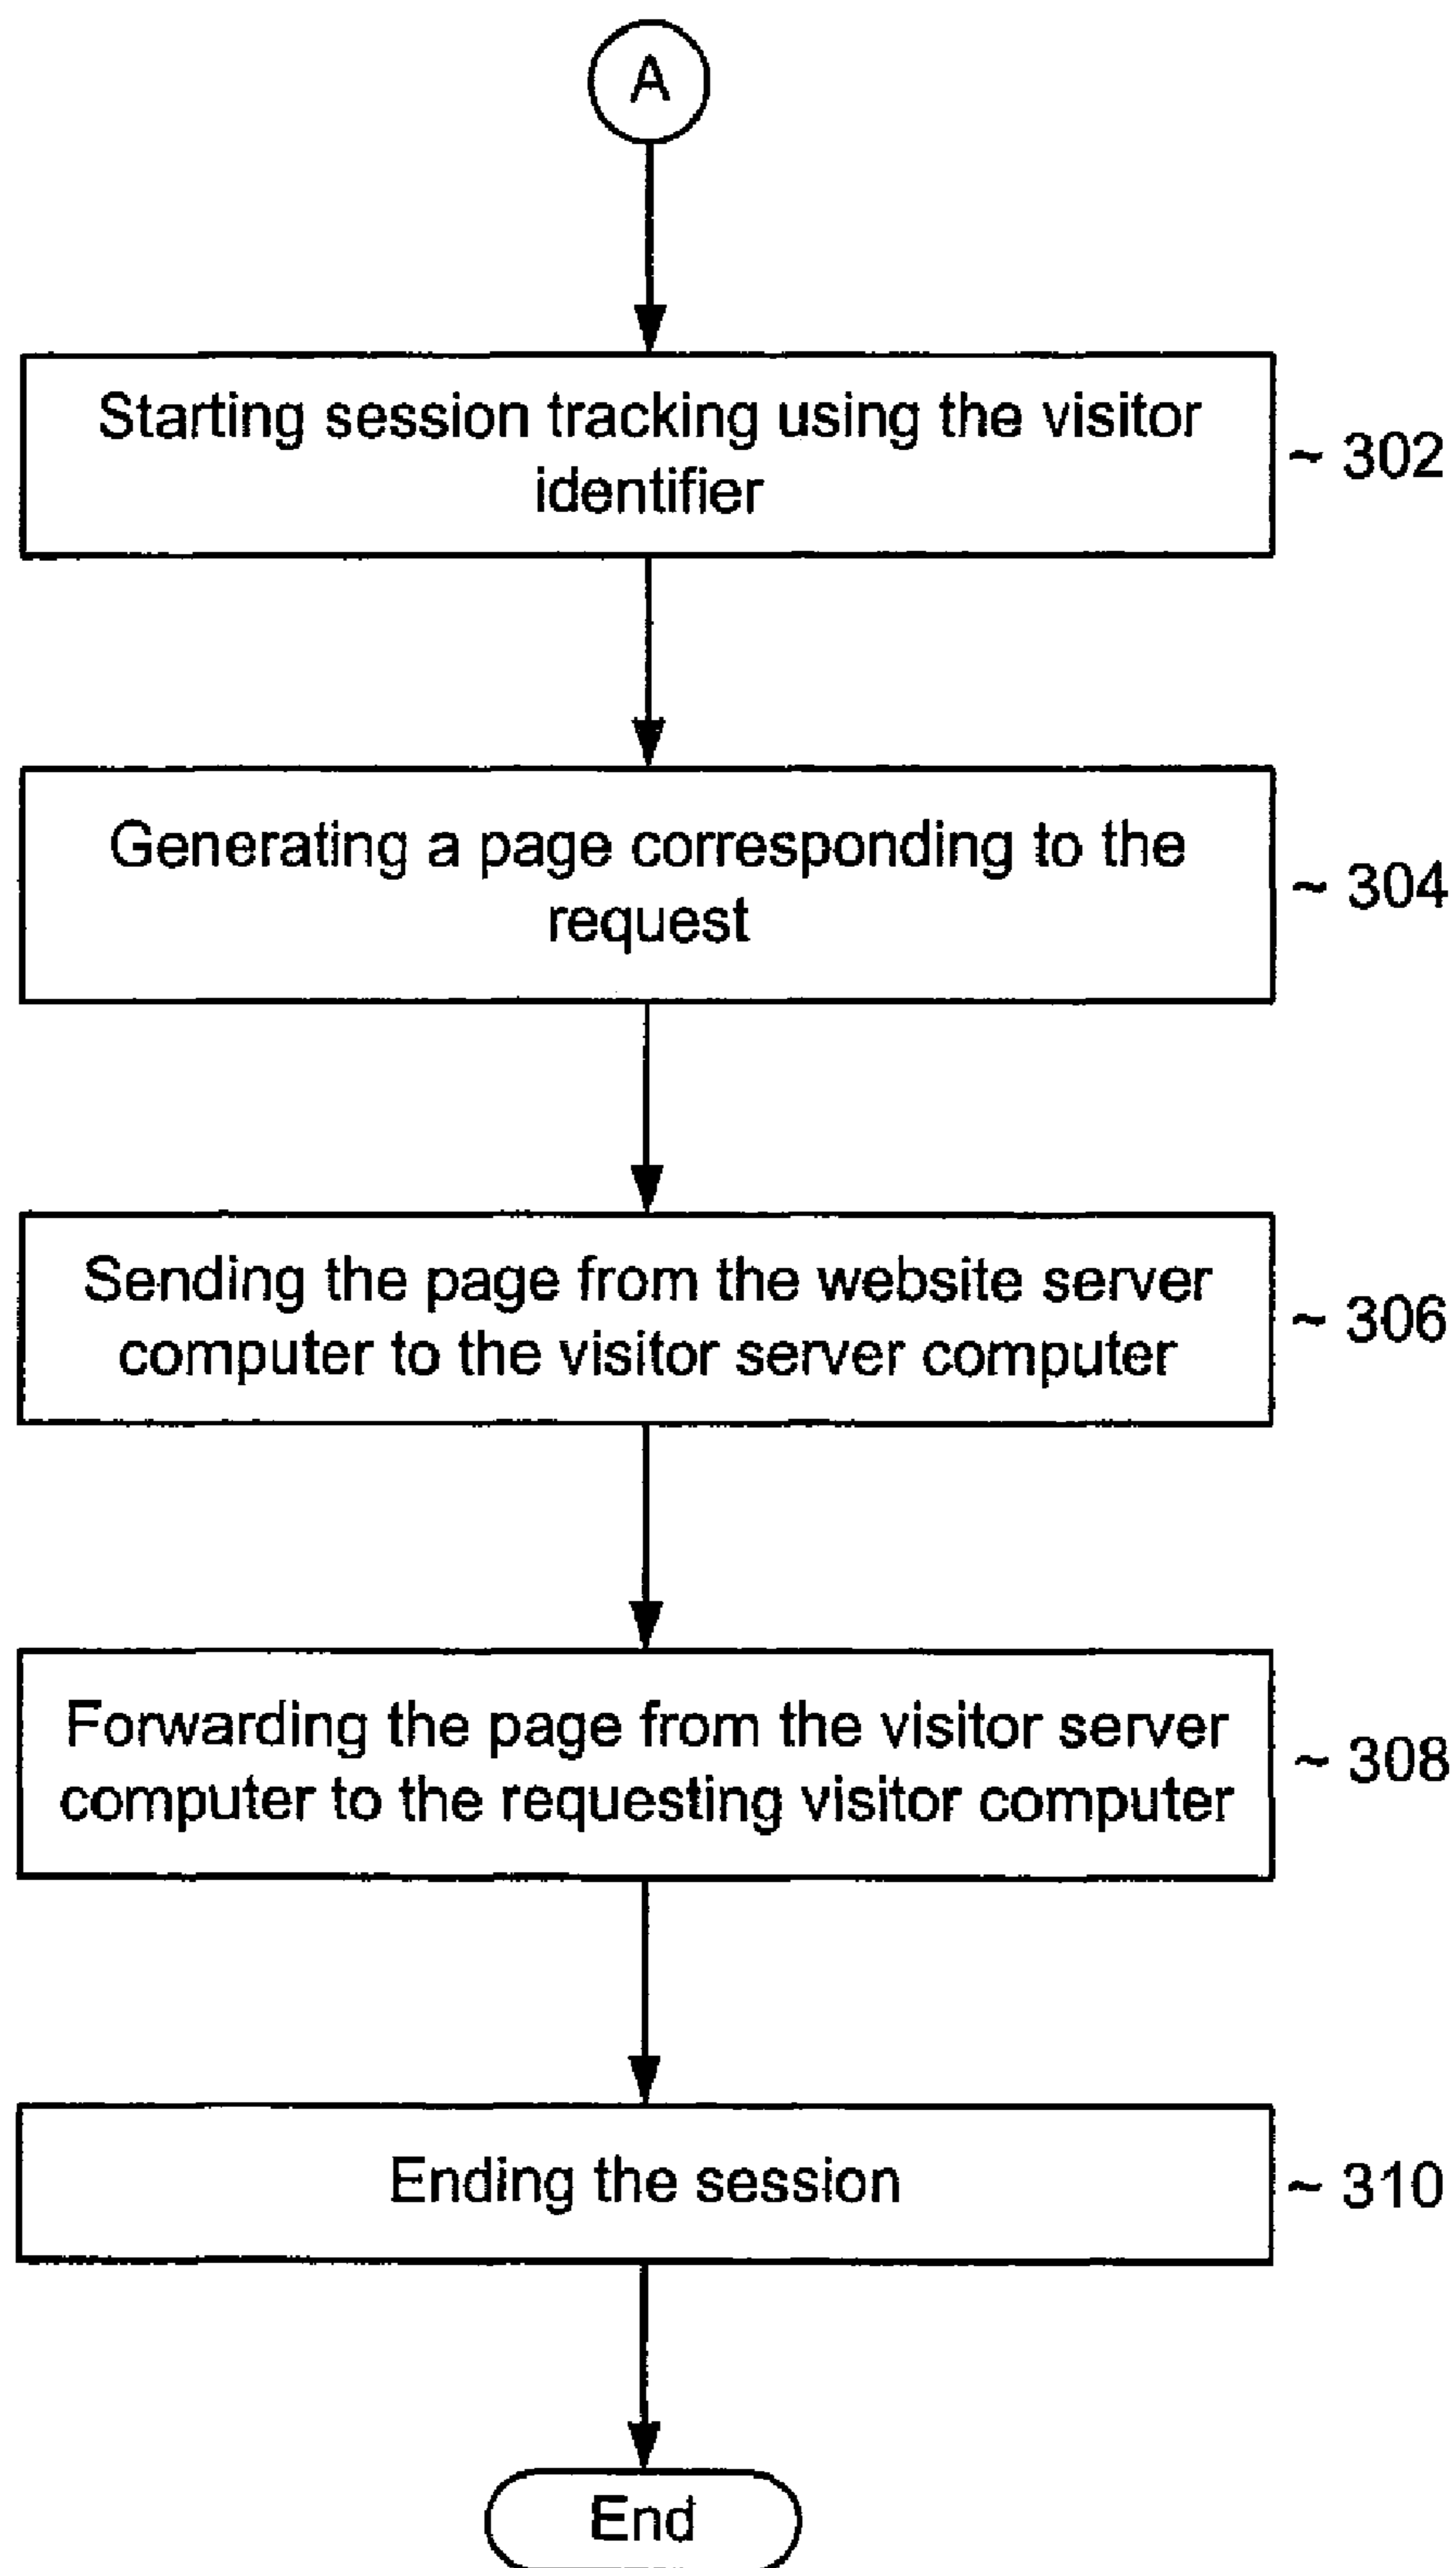 A
Starting session tracking using the visitor
identifier
~ 302
Generating a page corresponding to the
request
~ 304
Sending the page from the website server
computer to the visitor server computer
~ 306
Forwarding the page from the visitor server
computer to the requesting visitor computer
~ 308
Ending the session
~ 310
End